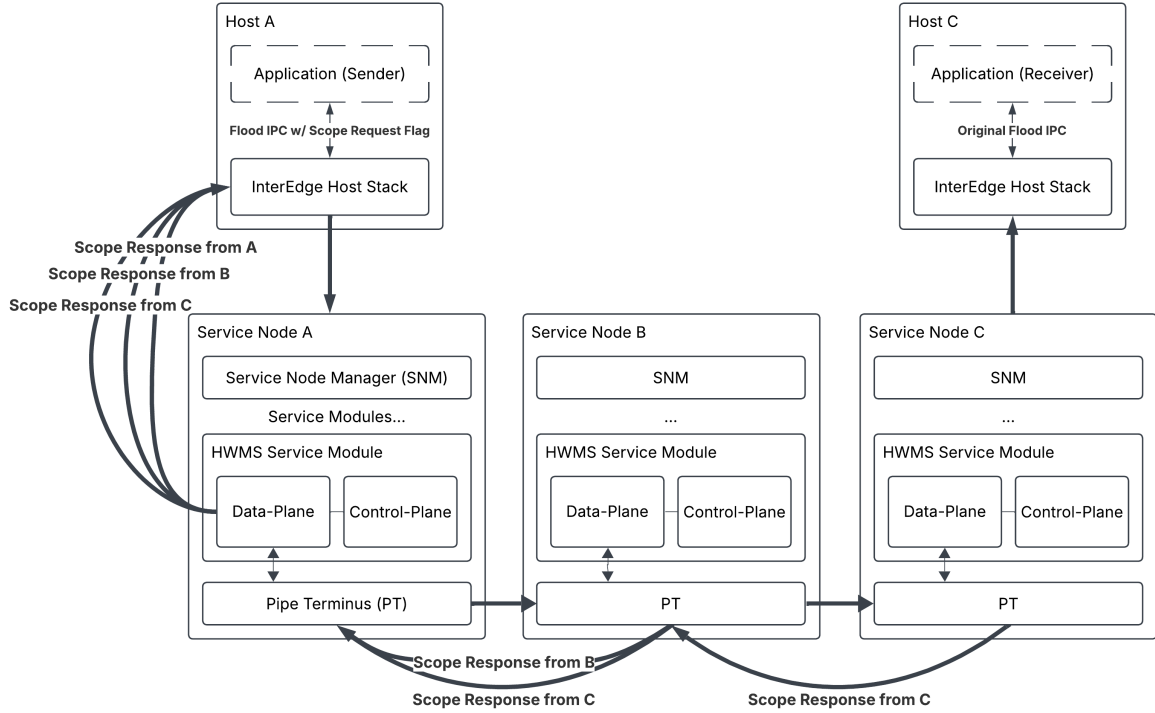 Host A
Host C
Application (Sender)
Application (Receiver)
Flood IPC w/ Scope Request Flag
Original Flood IPC
InterEdge Host Stack
InterEdge Host Stack
Scope Response from A
Scope Response from B
Scope Response from C
Service Node A
Service Node B
Service Node C
Service Node Manager (SNM)
SNM
SNM
Service Modules...
...
...
HWMS Service Module
HWMS Service Module
HWMS Service Module
Data-Plane
Control-Plane
Data-Plane
Control-Plane
Data-Plane
Control-Plane
Pipe Terminus (PT)
PT
PT
Scope Response from B
Scope Response from C
Scope Response from C